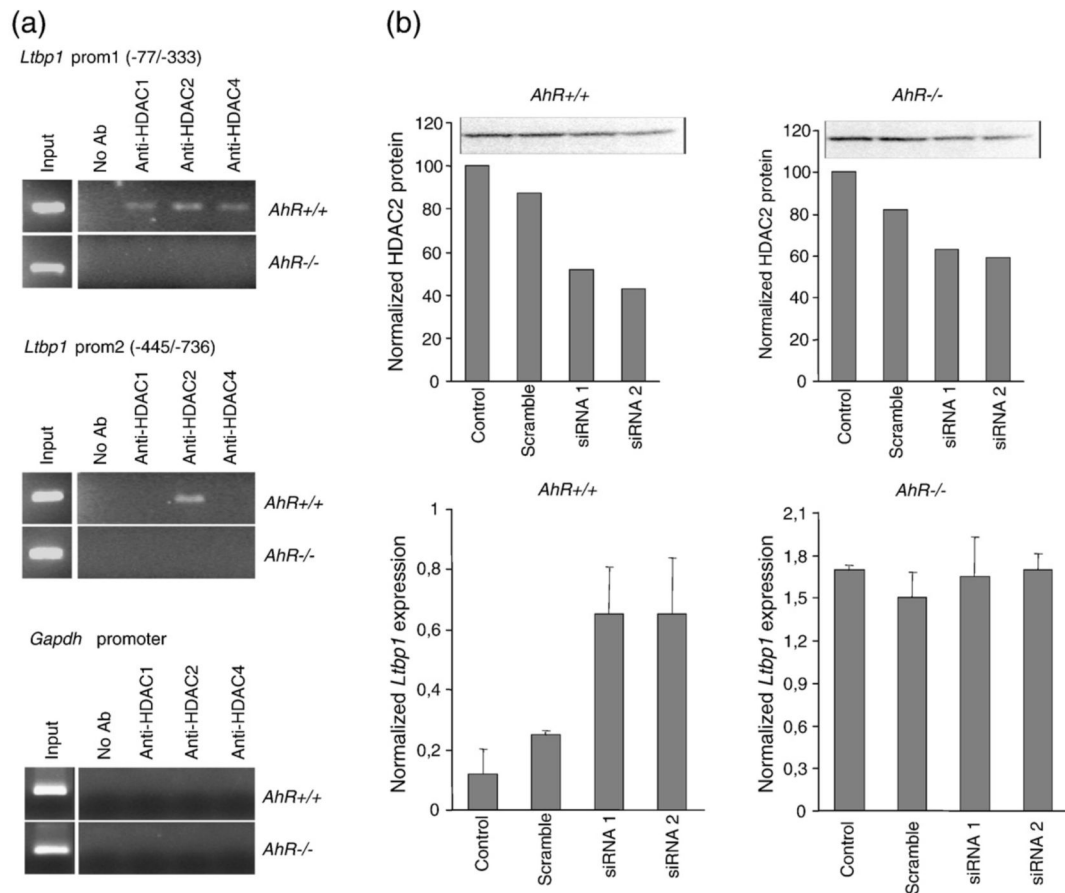 (a)
Ltbp1 prom1 (-77/-333)
Input
No Ab
Anti-HDAC1
Anti-HDAC2
Anti-HDAC4
AhR+/+
AhR-/-
Ltbp1 prom2 (-445/-736)
Input
No Ab
Anti-HDAC1
Anti-HDAC2
Anti-HDAC4
AhR+/+
AhR-/-
Gapdh promoter
Input
No Ab
Anti-HDAC1
Anti-HDAC2
Anti-HDAC4
AhR+/+
AhR-/-
(b)
AhR+/+
Normalized HDAC2 protein
120
100
80
60
40
20
0
Control
Scramble
siRNA 1
siRNA 2
AhR-/-
Normalized HDAC2 protein
120
100
80
60
40
20
0
Control
Scramble
siRNA 1
siRNA 2
AhR+/+
Normalized Ltbp1 expression
1
0,8
0,6
0,4
0,2
0
Control
Scramble
siRNA 1
siRNA 2
AhR-/-
Normalized Ltbp1 expression
2,1
1,8
1,5
1,2
0,9
0,6
0,3
0
Control
Scramble
siRNA 1
siRNA 2